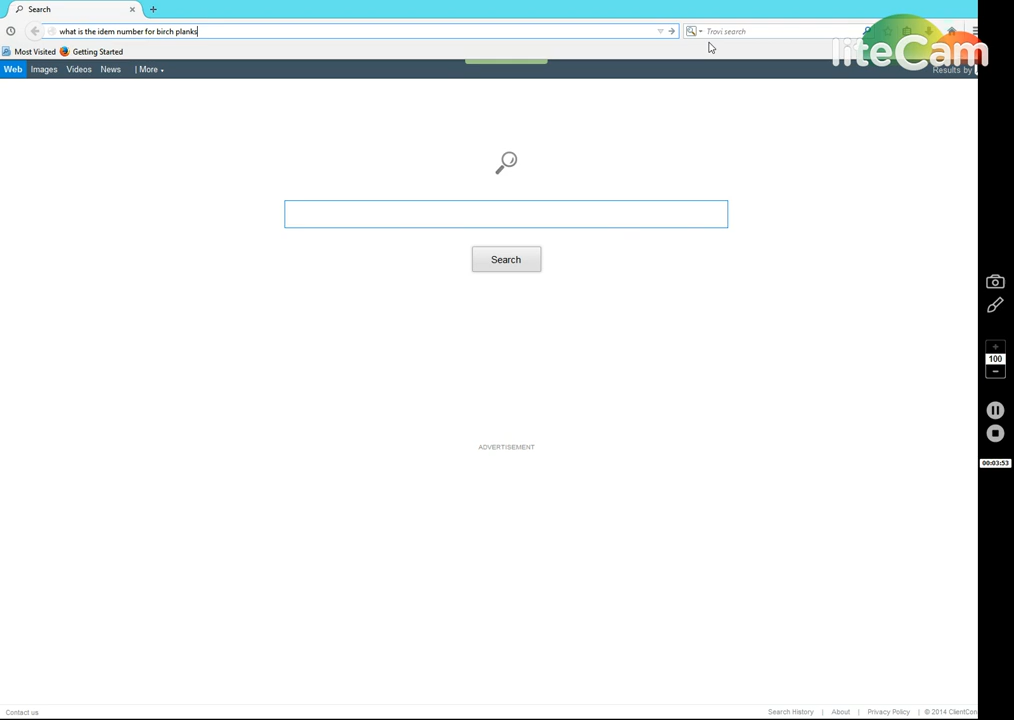 Search
what is the idem number for birch planks
Trovi search
liteCam
Most Visited
Getting Started
Web
Images
Videos
News
| More
Results by
Search
100
00:03:53
ADVERTISEMENT
Contact us
Search History | About | Privacy Policy | © 2014 ClientCon